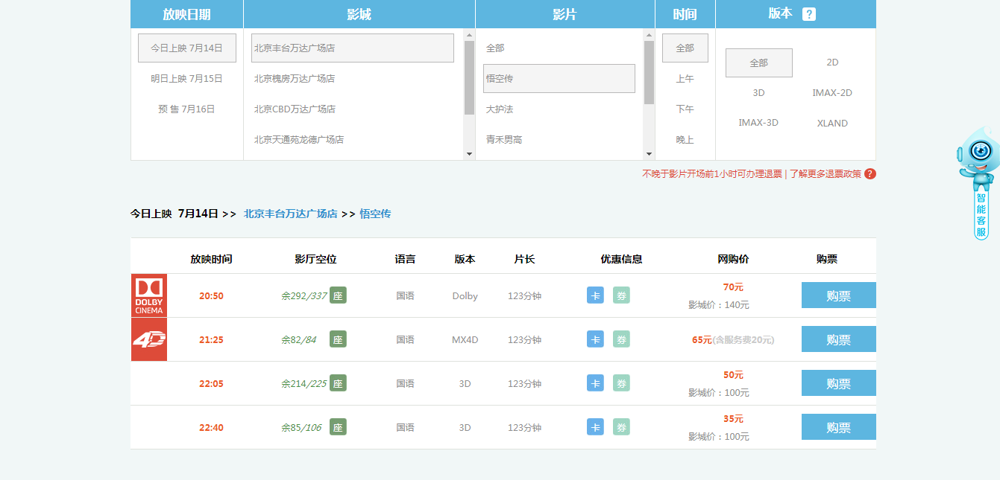 放映日期 影城 影片 时间 版本 ?
今日上映 7月14日 北京丰台万达广场店 全部 全部 全部 2D
明日上映 7月15日 北京槐房万达广场店 悟空传 上午 3D IMAX-2D
预 售 7月16日 北京CBD万达广场店 大护法 下午 IMAX-3D XLAND
北京天通苑龙德广场店 青禾男高 晚上
不晚于影片开场前1小时可办理退票 | 了解更多退票政策 ?
智能客服
今日上映 7月14日 >> 北京丰台万达广场店 >> 悟空传
放映时间 影厅空位 语言 版本 片长 优惠信息 网购价 购票
DOLBY
CINEMA
20:50 余292/337 座 国语 Dolby 123分钟 卡 券 70元 购票
影城价：140元
4D 21:25 余82/84 座 国语 MX4D 123分钟 卡 券 65元(含服务费20元) 购票
22:05 余214/225 座 国语 3D 123分钟 卡 券 50元 购票
影城价：100元
22:40 余85/106 座 国语 3D 123分钟 卡 券 35元 购票
影城价：100元